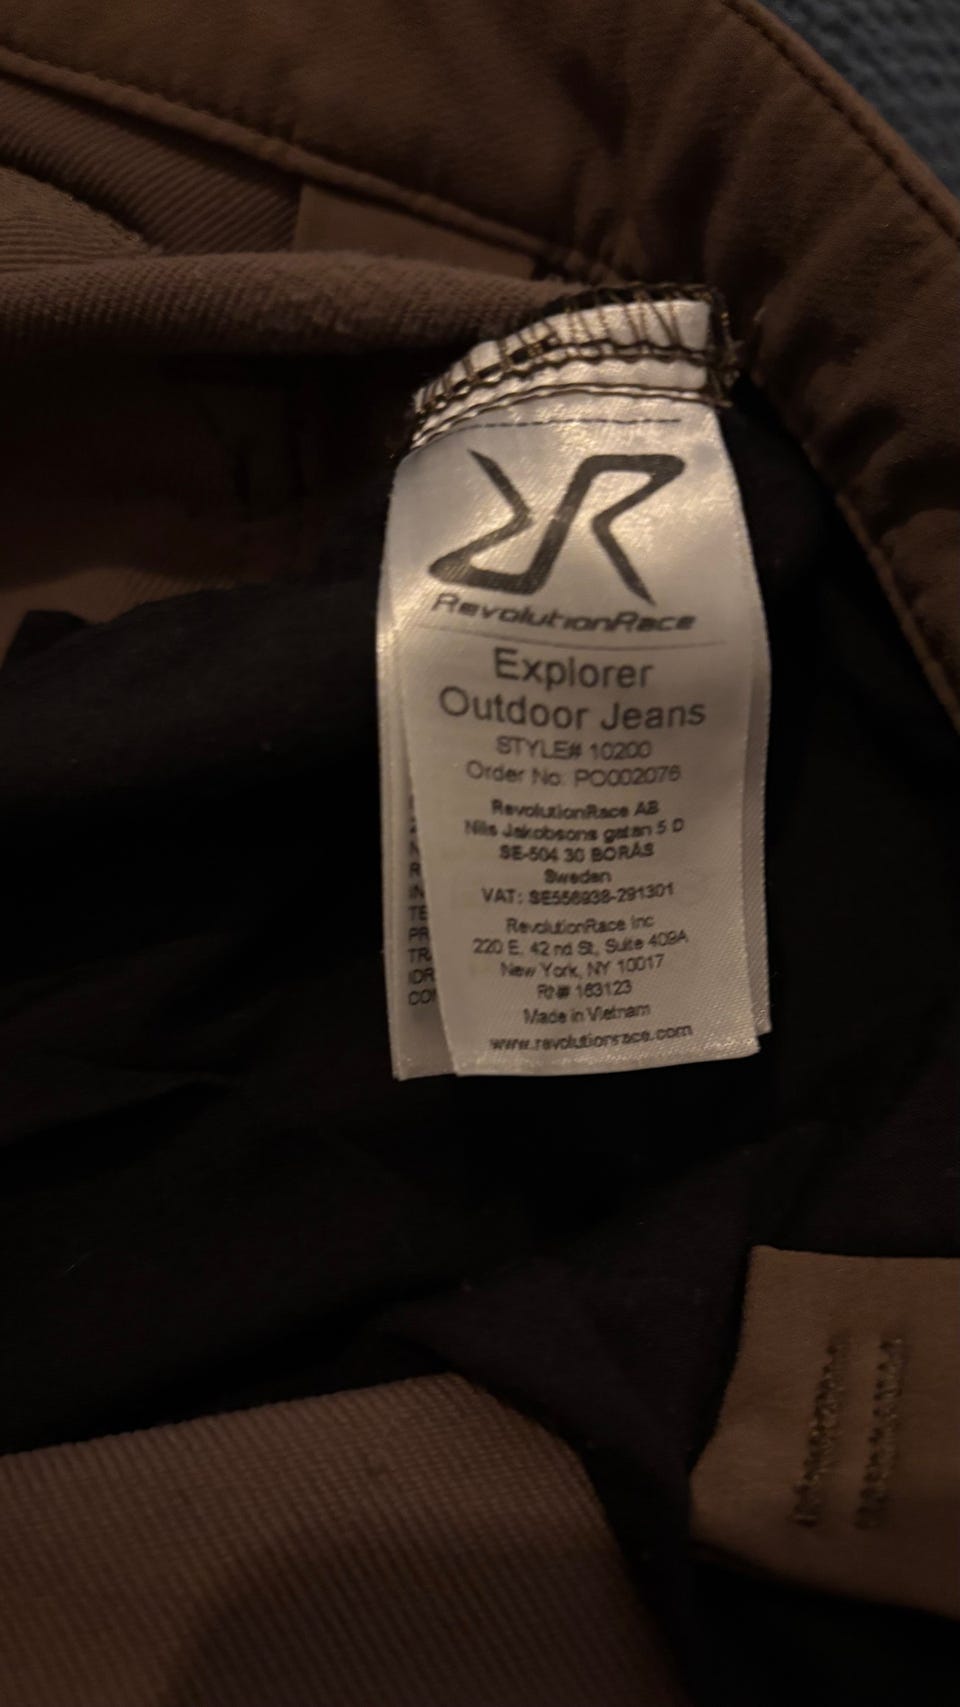 RevolutionRace
Explorer
Outdoor Jeans
STYLE# 10200
Order No: PO002076
RevolutionRace AB
Nils Jakobsons gatan 5 D
SE-504 30 BORÅS
Sweden
VAT: SE556938-291301
RevolutionRace Inc
220 E. 42 nd St, Suite 409A
New York, NY 10017
RN# 163123
Made in Vietnam
www.revolutionrace.com